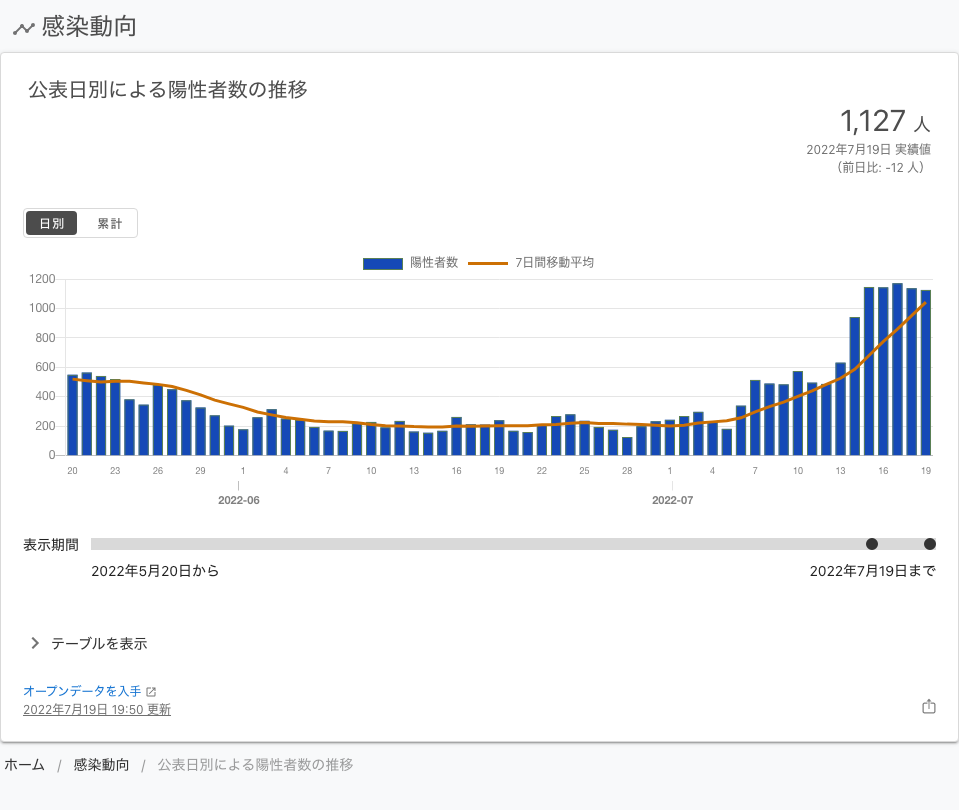 感染動向
公表日別による陽性者数の推移
1,127 人
2022年7月19日 実績値
（前日比: -12 人）
日別 累計
陽性者数 7日間移動平均
1200
1000
800
600
400
200
0
20 23 26 29 1 4 7 10 13 16 19 22 25 28 1 4 7 10 13 16 19
2022-06 2022-07
表示期間
2022年5月20日から 2022年7月19日まで
テーブルを表示
オープンデータを入手
2022年7月19日 19:50 更新
ホーム / 感染動向 / 公表日別による陽性者数の推移